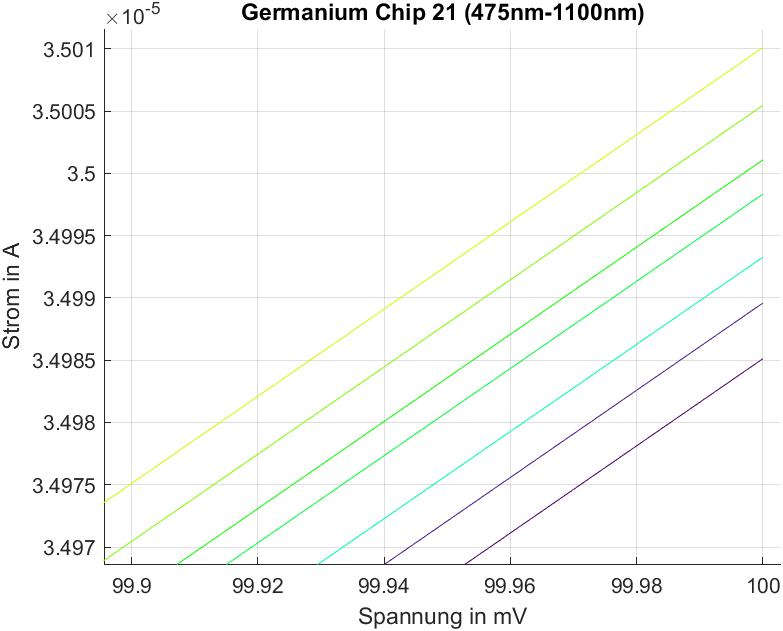 Germanium Chip 21 (475nm-1100nm)
×10-5
3.501
3.5005
3.5
3.4995
3.499
3.4985
3.498
3.4975
3.497
Strom in A
99.9 99.92 99.94 99.96 99.98 100
Spannung in mV